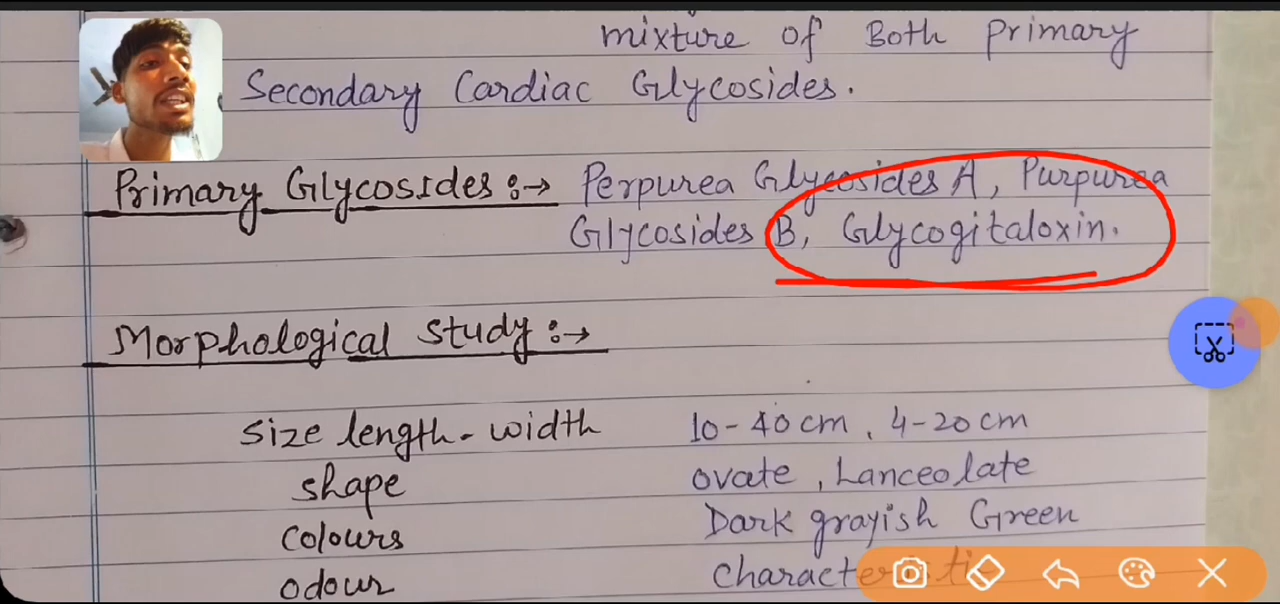 mixture of Both primary
Secondary Cardiac Glycosides.
Primary Glycosides :→ Perpurea Glycosides A, Purpurea
Glycosides B, Glycogitaloxin.
Morphological study :→
size length - width 10-40 cm, 4-20 cm
shape ovate, Lanceolate
colours Dark grayish Green
odour characteristi